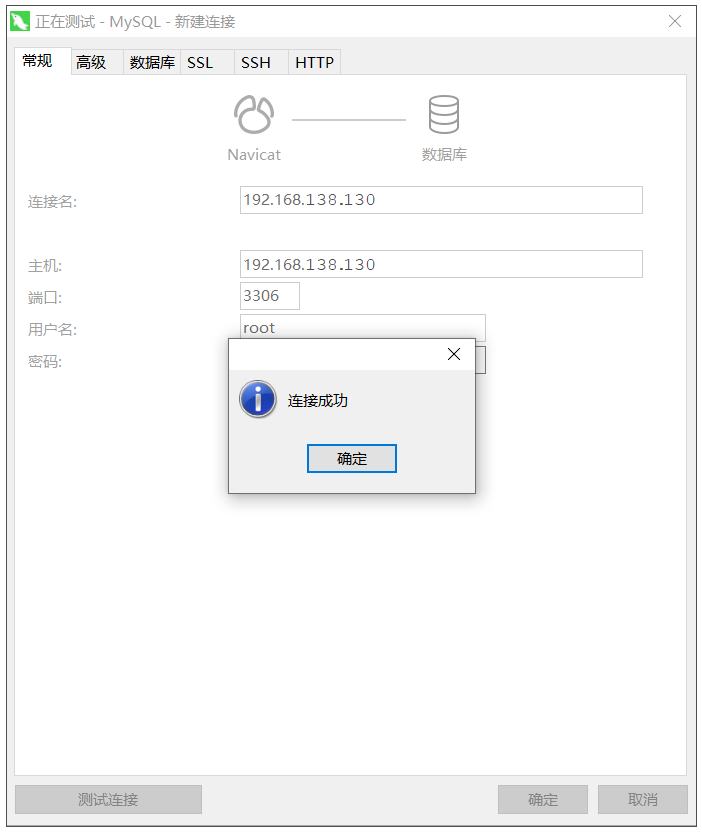 正在测试 - MySQL - 新建连接
常规 高级 数据库 SSL SSH HTTP
Navicat 数据库
连接名: 192.168.138.130
主机: 192.168.138.130
端口: 3306
用户名: root
密码:
连接成功
确定
测试连接 确定 取消